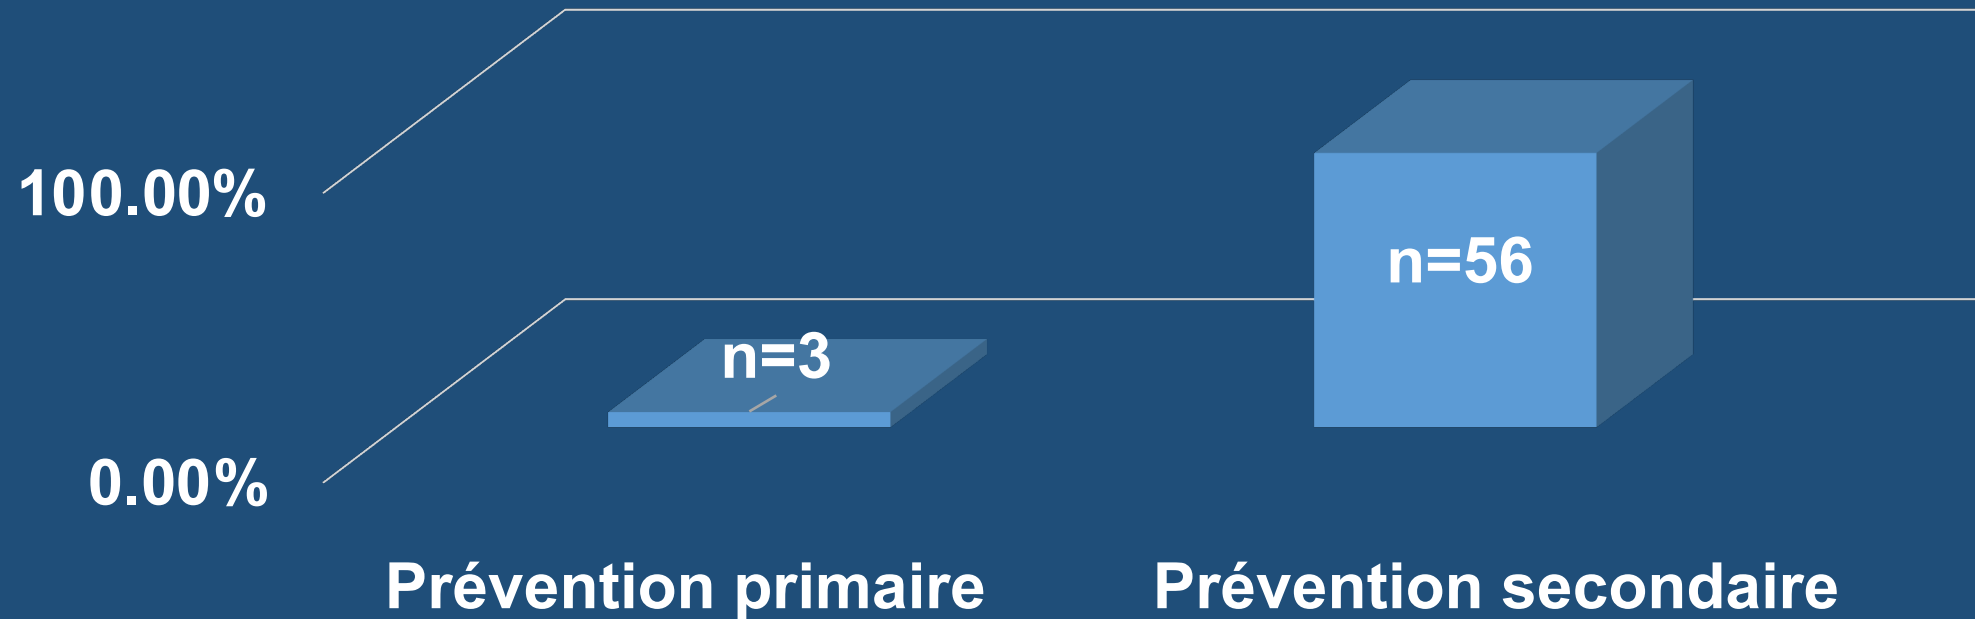 100.00%
n=56
n=3
0.00%
Prévention primaire
Prévention secondaire